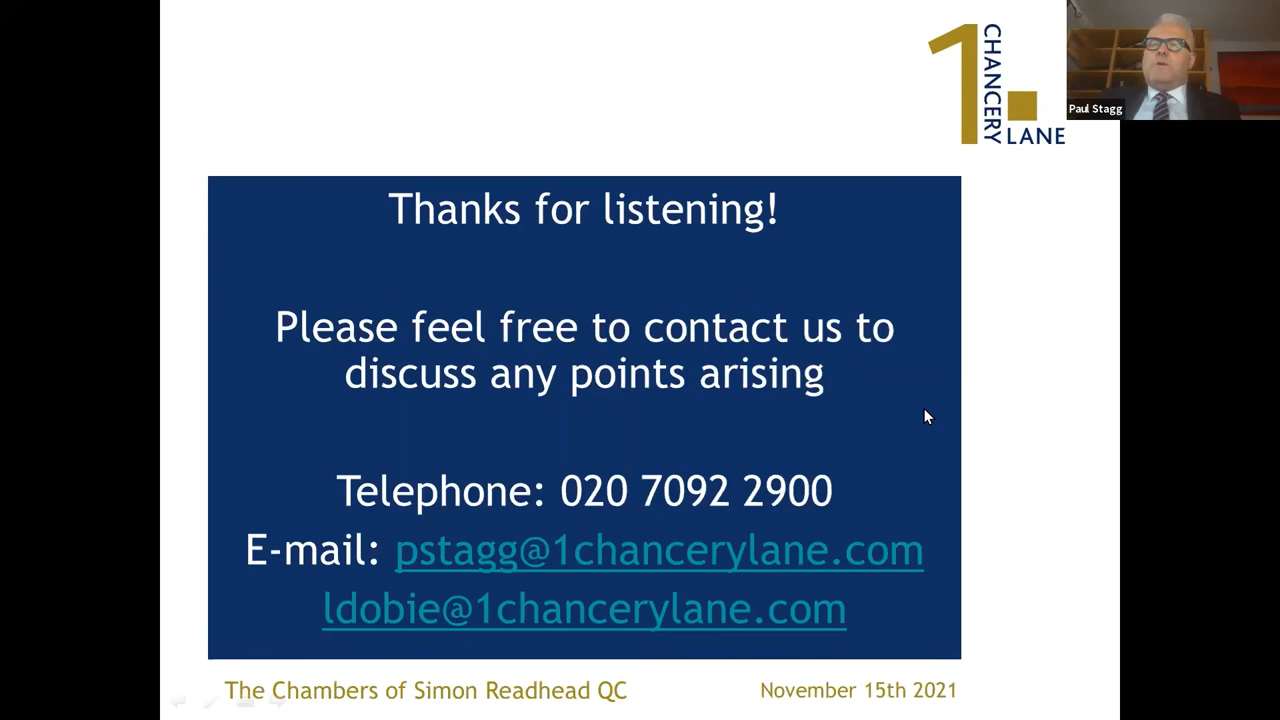 1 CHANCERY LANE
Paul Stagg
Thanks for listening!
Please feel free to contact us to
discuss any points arising
Telephone: 020 7092 2900
E-mail: pstagg@1chancerylane.com
ldobie@1chancerylane.com
The Chambers of Simon Readhead QC
November 15th 2021